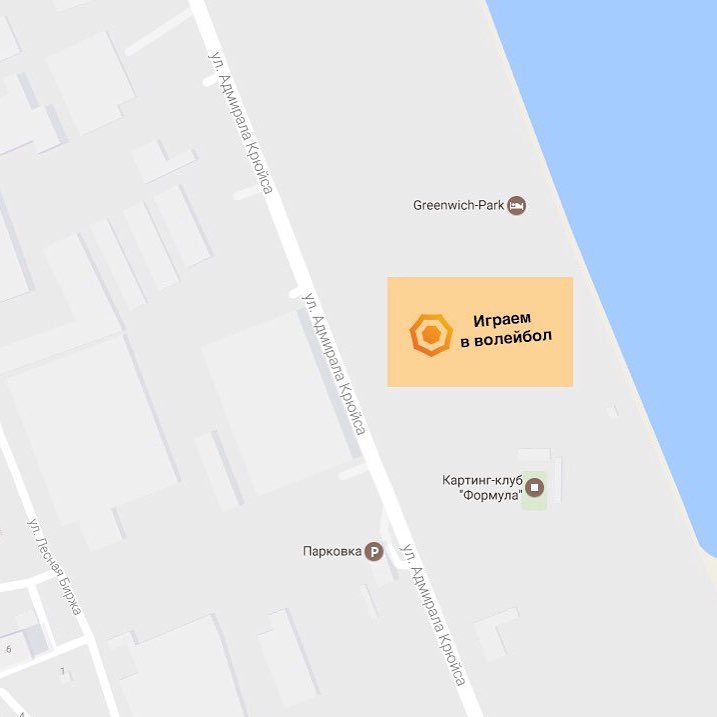 ул. Адмирала Крюйса
Greenwich-Park
Играем
в волейбол
ул. Адмирала Крюйса
Картинг-клуб
"Формула"
ул. Лесная Биржа
Парковка
P
ул. Адмирала Крюйса
6
1
4